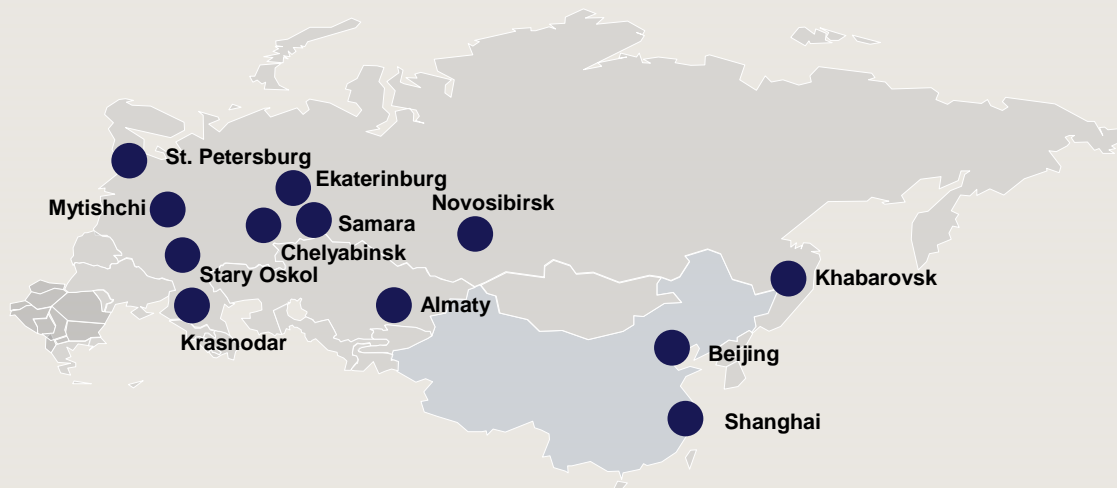 St. Petersburg
Ekaterinburg
Mytishchi
Novosibirsk
Samara
Chelyabinsk
Stary Oskol
Khabarovsk
Almaty
Krasnodar
Beijing
Shanghai